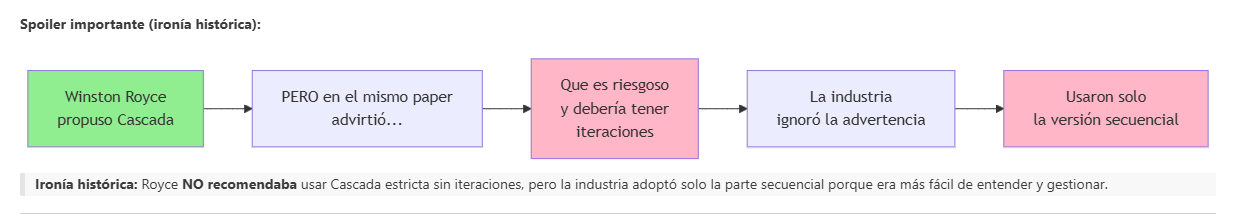 Spoiler importante (ironía histórica):
Winston Royce
propuso Cascada
PERO en el mismo paper
advirtió...
Que es riesgoso
y debería tener
iteraciones
La industria
ignoró la advertencia
Usaron solo
la versión secuencial
Ironía histórica: Royce NO recomendaba usar Cascada estricta sin iteraciones, pero la industria adoptó solo la parte secuencial porque era más fácil de entender y gestionar.